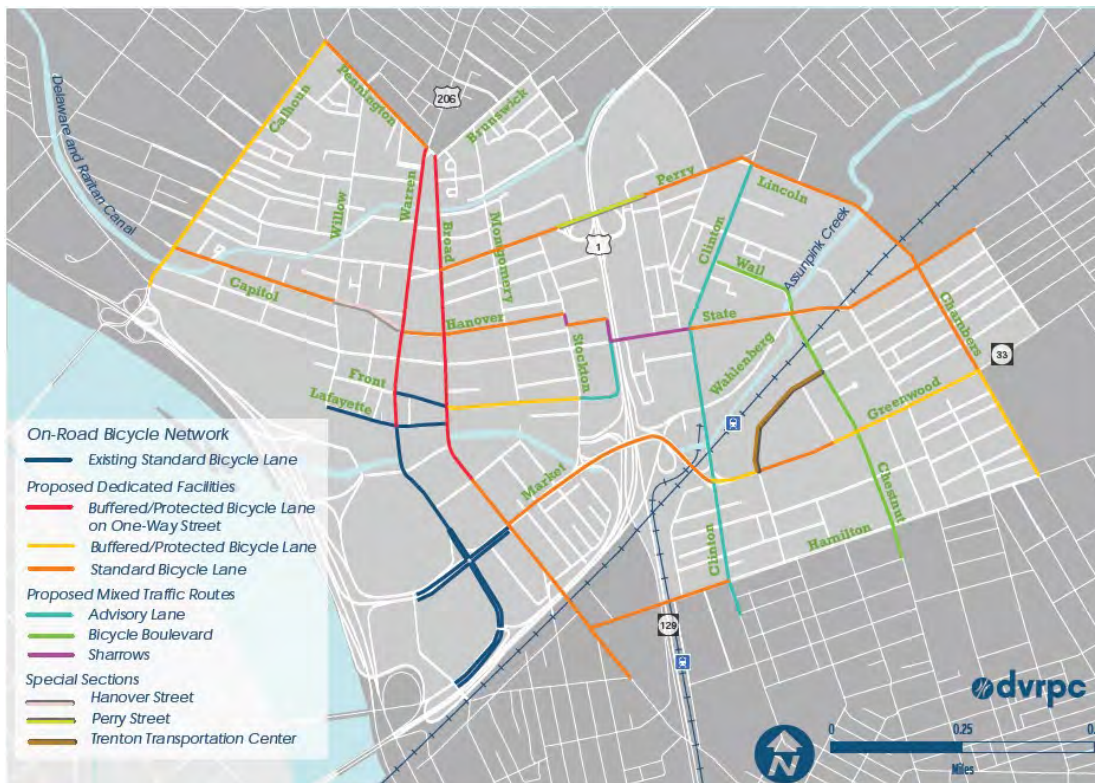 Calhoun
Pennington
206
Brunswick
Delaware and Raritan Canal
Willow
Warren
Broad
Montgomery
Perry
Lincoln
Clinton
Wall
Assunpink Creek
1
Capitol
Hanover
State
Stockton
Wahlenberg
Chambers
33
Front
Lafayette
Greenwood
Market
Chestnut
Hamilton
Clinton
129
On-Road Bicycle Network
Existing Standard Bicycle Lane
Proposed Dedicated Facilities
Buffered/Protected Bicycle Lane
on One-Way Street
Buffered/Protected Bicycle Lane
Standard Bicycle Lane
Proposed Mixed Traffic Routes
Advisory Lane
Bicycle Boulevard
Sharrows
Special Sections
Hanover Street
Perry Street
Trenton Transportation Center
dvrpc
N
0 0.25
Miles